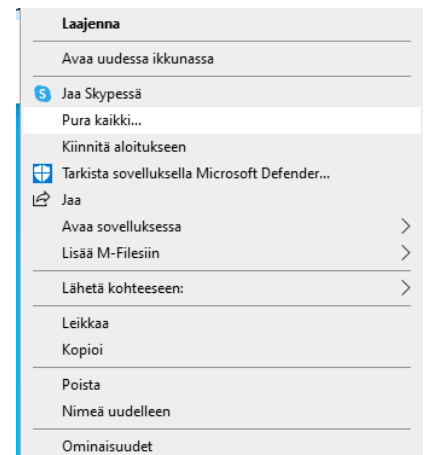 Laajenna
Avaa uudessa ikkunassa
Jaa Skypessä
Pura kaikki...
Kiinnitä aloitukseen
Tarkista sovelluksella Microsoft Defender...
Jaa
Avaa sovelluksessa
Lisää M-Filesiin
Lähetä kohteeseen:
Leikkaa
Kopioi
Poista
Nimeä uudelleen
Ominaisuudet